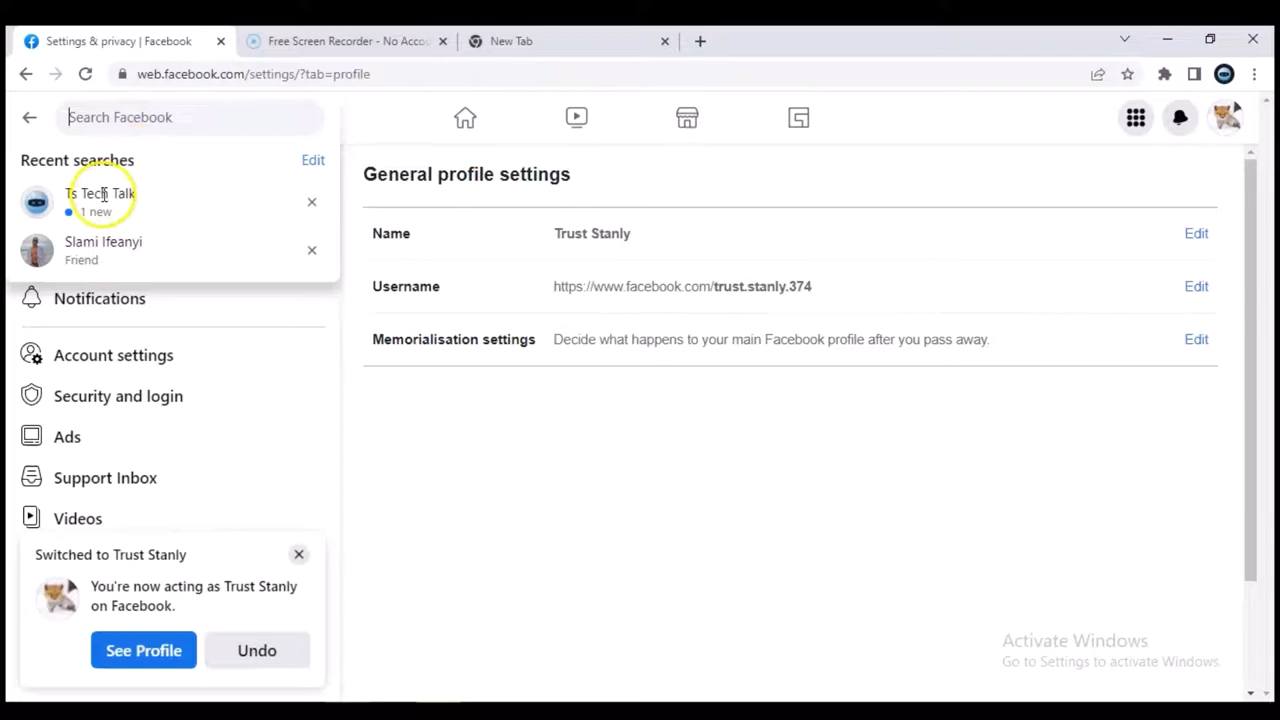 Settings & privacy | Facebook
Free Screen Recorder - No Accou
New Tab
web.facebook.com/settings/?tab=profile
Search Facebook
Recent searches
Edit
Ts Tech Talk
1 new
Slami Ifeanyi
Friend
Notifications
Account settings
Security and login
Ads
Support Inbox
Videos
Switched to Trust Stanly
You're now acting as Trust Stanly
on Facebook.
See Profile
Undo
General profile settings
Name Trust Stanly Edit
Username https://www.facebook.com/trust.stanly.374 Edit
Memorialisation settings Decide what happens to your main Facebook profile after you pass away. Edit
Activate Windows
Go to Settings to activate Windows.